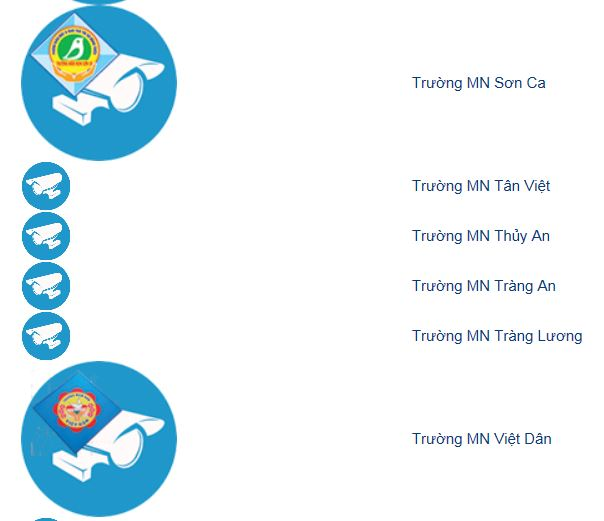 Trường MN Sơn Ca
Trường MN Tân Việt
Trường MN Thủy An
Trường MN Tràng An
Trường MN Tràng Lương
Trường MN Việt Dân